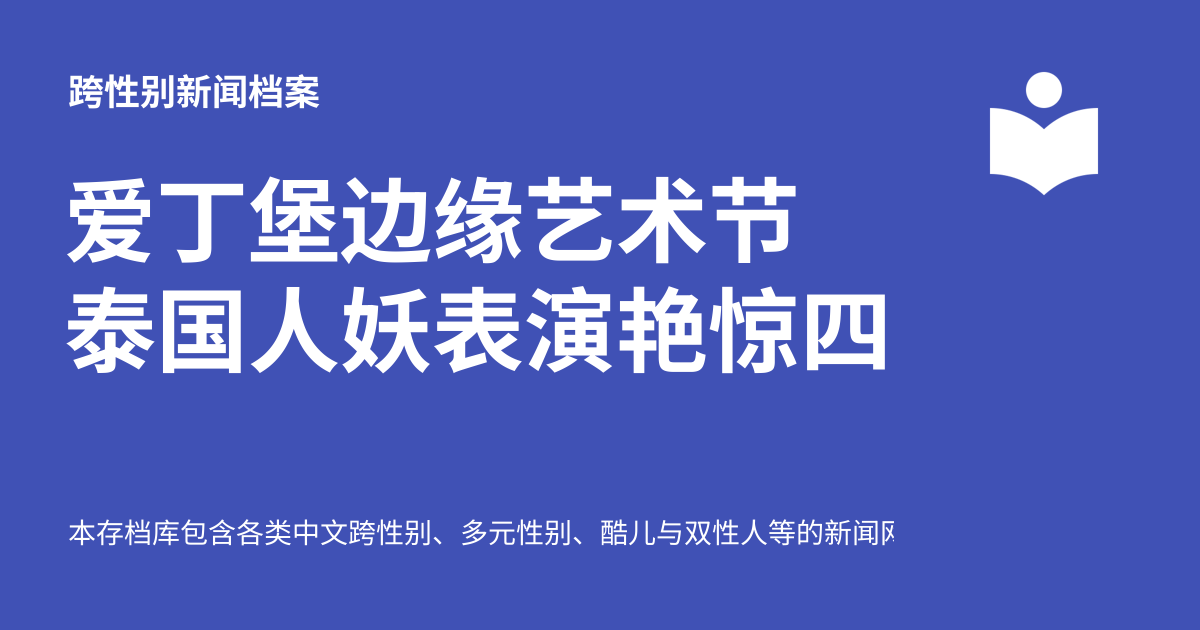 跨性别新闻档案
爱丁堡边缘艺术节
泰国人妖表演艳惊四
本存档库包含各类中文跨性别、多元性别、酷儿与双性人等的新闻